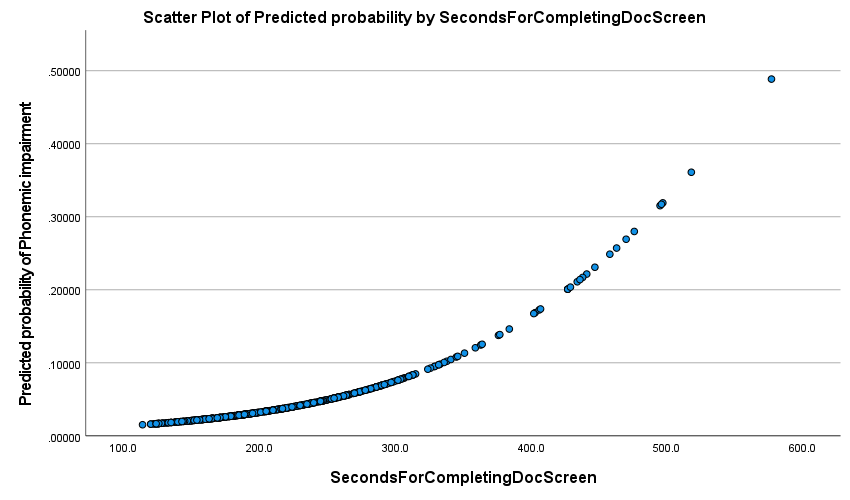 Scatter Plot of Predicted probability by SecondsForCompletingDocScreen
Predicted probability of Phonemic impairment
.50000
.40000
.30000
.20000
.10000
.00000
100.0 200.0 300.0 400.0 500.0 600.0
SecondsForCompletingDocScreen